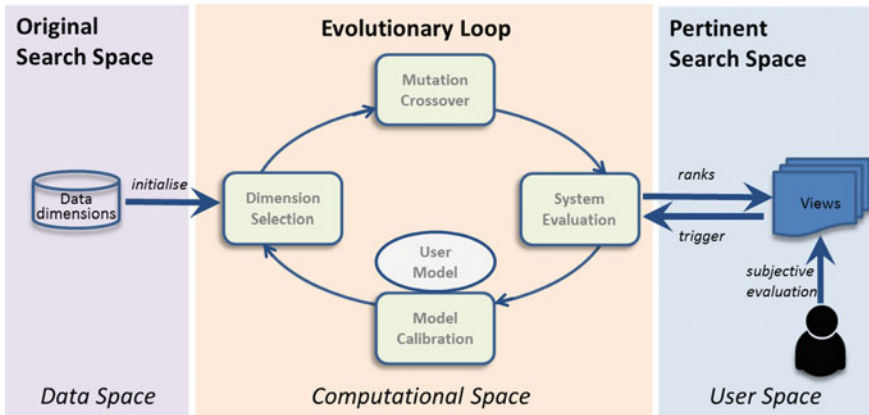 Original
Search Space
Evolutionary Loop
Pertinent
Search Space
Mutation
Crossover
Data
dimensions
initialise
Dimension
Selection
System
Evaluation
ranks
trigger
Views
User
Model
Model
Calibration
subjective
evaluation
Data Space
Computational Space
User Space